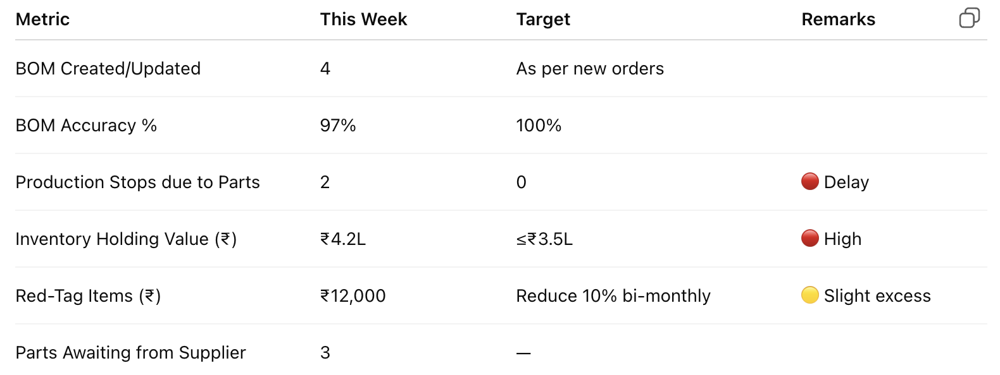 Metric This Week Target Remarks
BOM Created/Updated 4 As per new orders
BOM Accuracy % 97% 100%
Production Stops due to Parts 2 0 🔴 Delay
Inventory Holding Value (₹) ₹4.2L ≤₹3.5L 🔴 High
Red-Tag Items (₹) ₹12,000 Reduce 10% bi-monthly 🟡 Slight excess
Parts Awaiting from Supplier 3 —